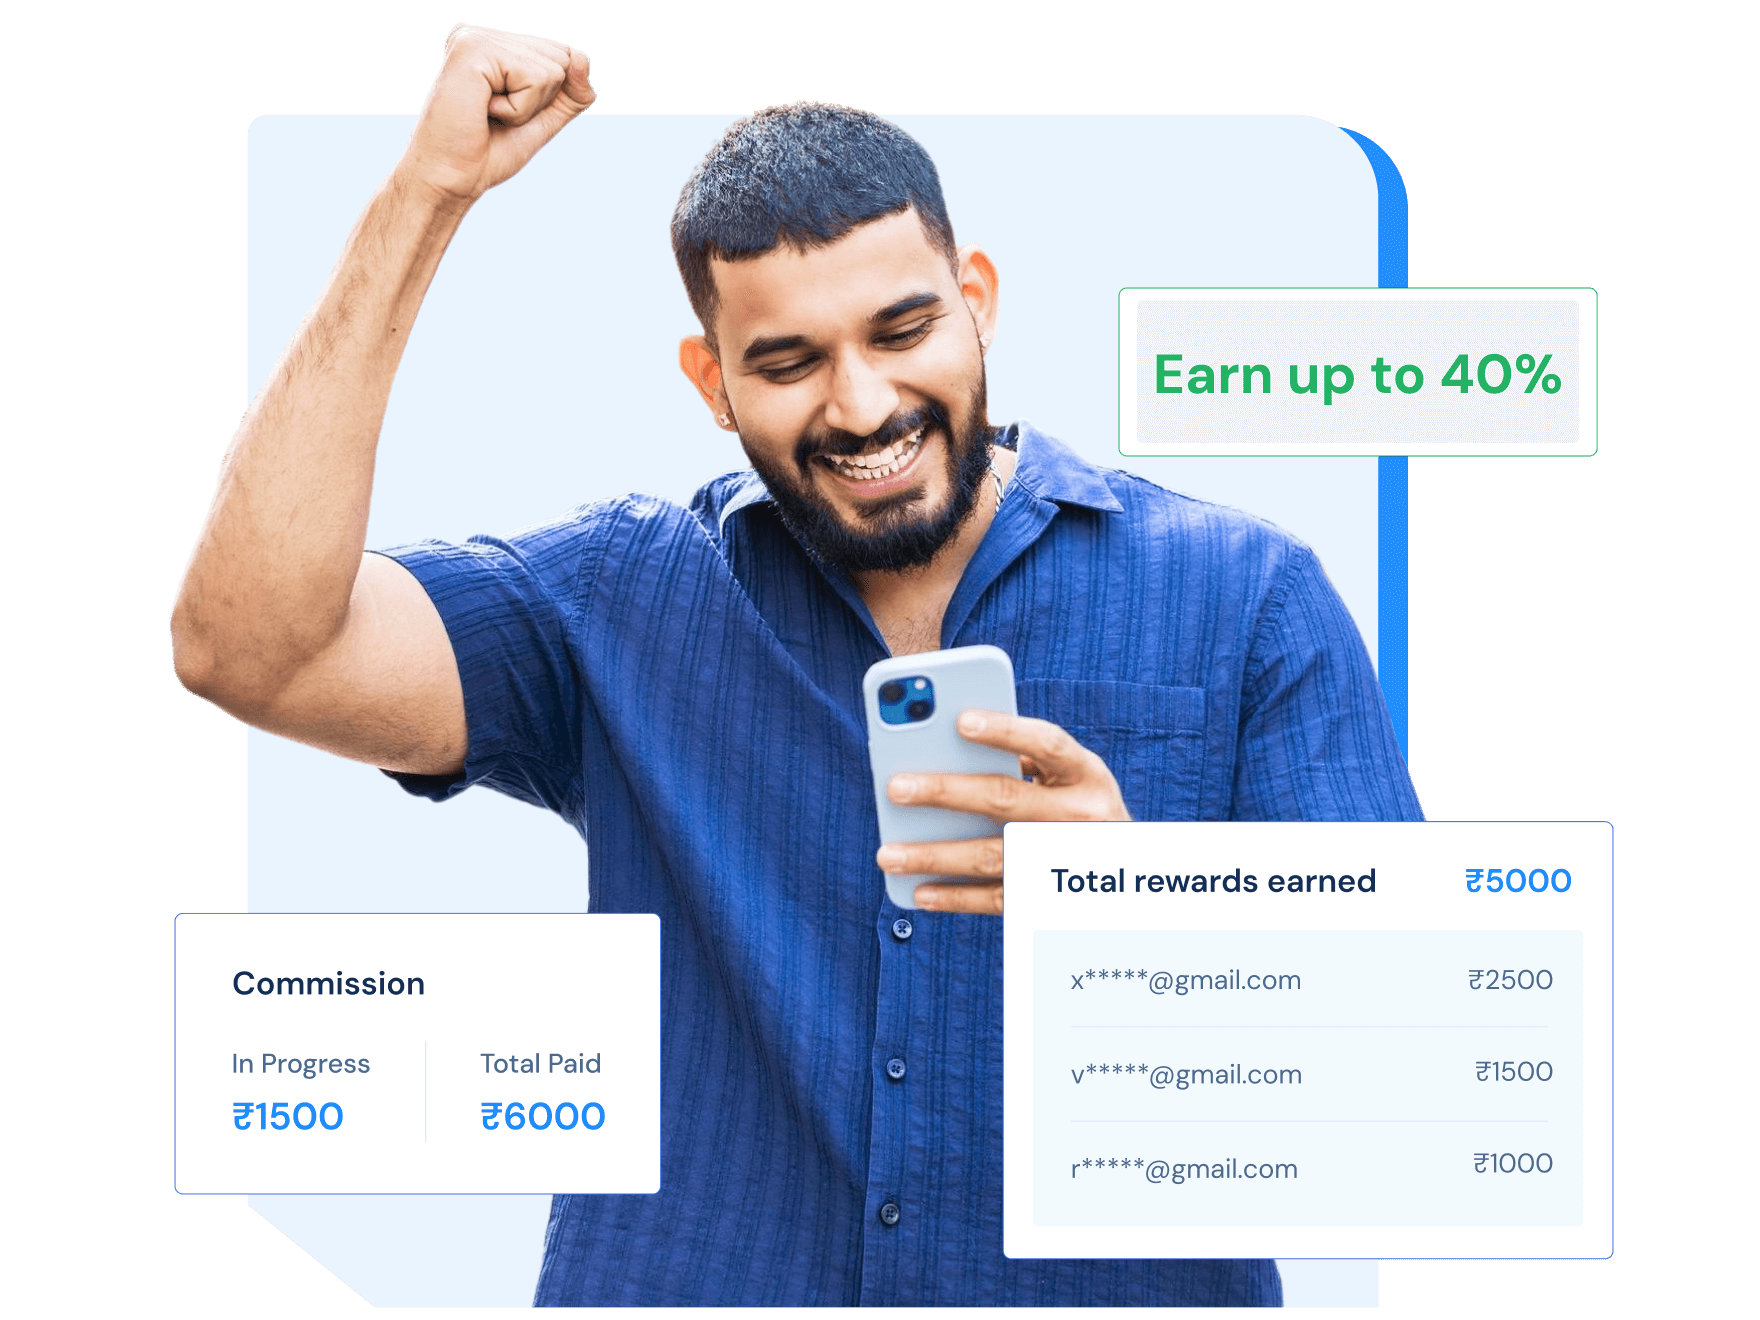 Earn up to 40%
Total rewards earned ₹5000
x*****@gmail.com ₹2500
v*****@gmail.com ₹1500
r*****@gmail.com ₹1000
Commission
In Progress Total Paid
₹1500 ₹6000